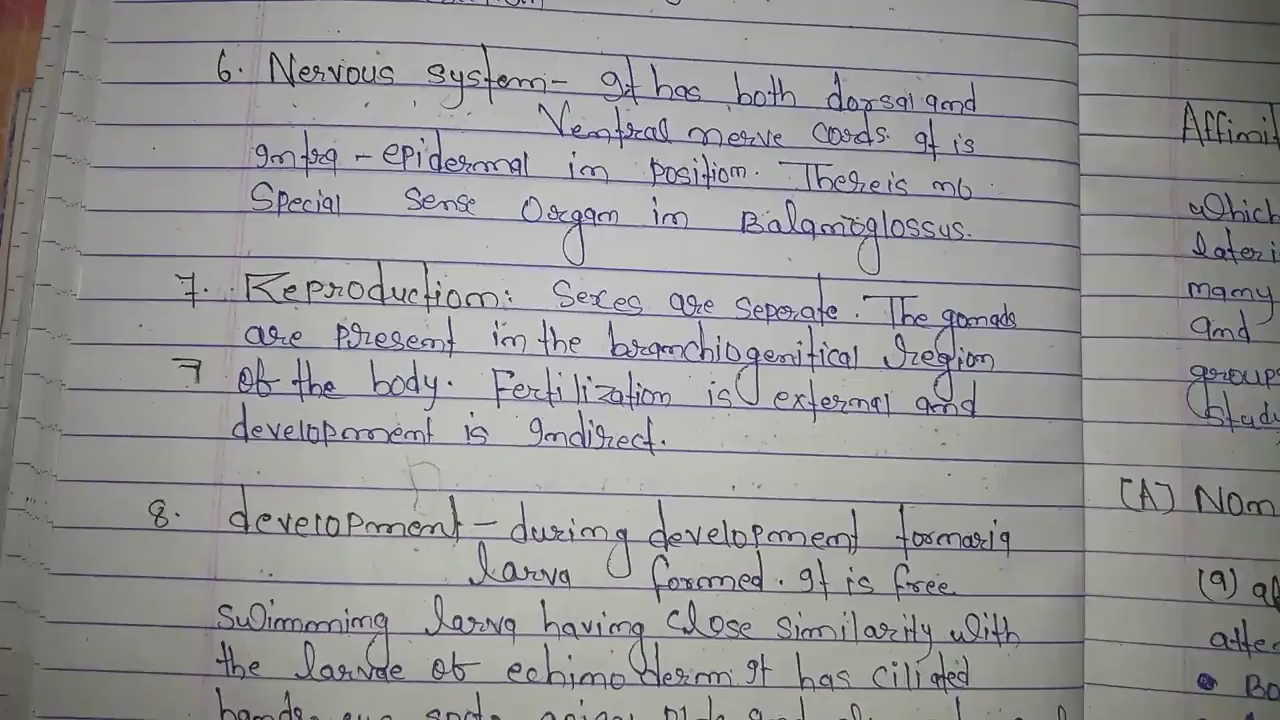 6. Nervous system - It has both dorsal and
Ventral nerve cords. It is
Intra - epidermal in position. There is no
Special Sense Organ in Balanoglossus.
7. Reproduction: Sexes are seperate. The gonads
are present in the branchiogenitical region
7 of the body. Fertilization is external and
development is Indirect.
8. development - during development formaria
larva formed. It is free
swimming larva having close similarity with
the larvae of echinoderm It has ciliated
Affini
which
later
many
and
groups
Stud
(A) Non
(a)
afte
• Bo